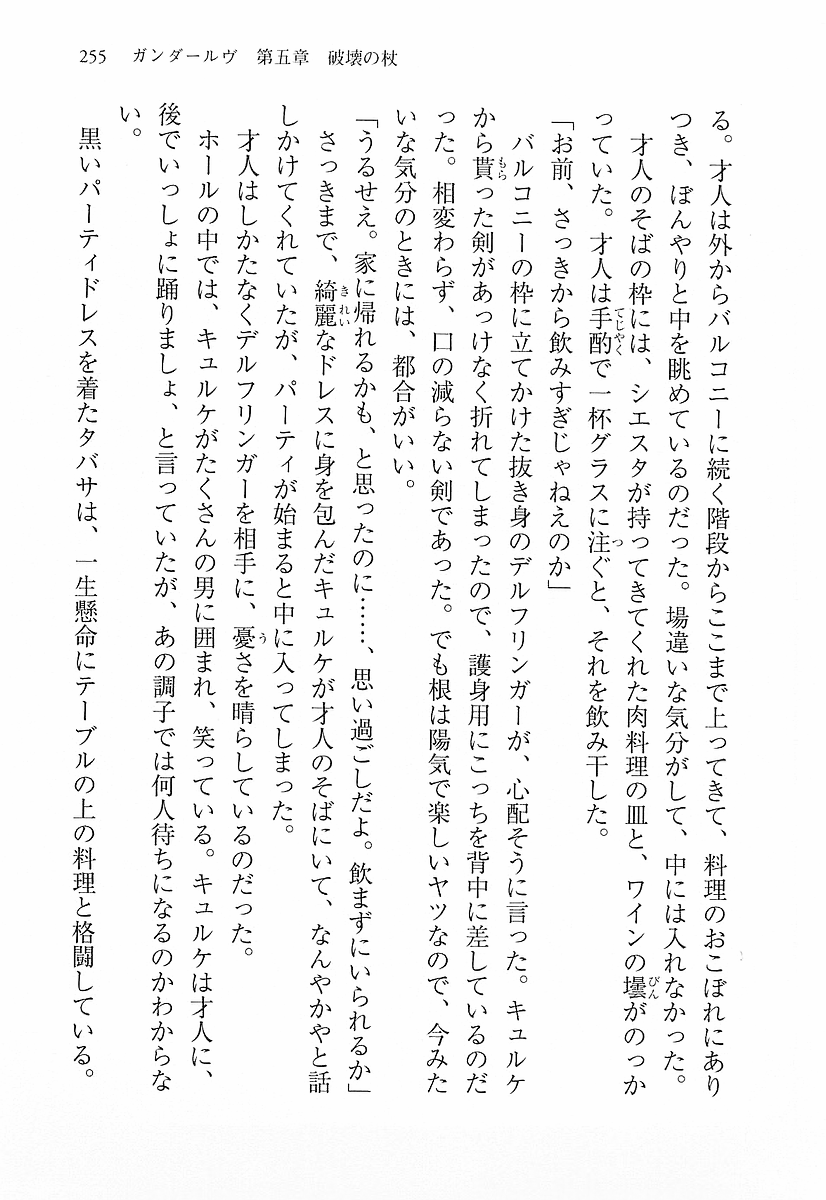 255　ガンダールヴ　第五章　破壊の杖
る。才人は外からバルコニーに続く階段からここまで上ってきて、料理のおこぼれにあり
つき、ぼんやりと中を眺めているのだった。場違いな気分がして、中には入れなかった。
　才人のそばの枠には、シエスタが持ってきてくれた肉料理の皿と、ワインの壜がのっか
っていた。才人は手酌で一杯グラスに注ぐと、それを飲み干した。
「お前、さっきから飲みすぎじゃねえのか」
　バルコニーの枠に立てかけた抜き身のデルフリンガーが、心配そうに言った。キュルケ
から貰った剣があっけなく折れてしまったので、護身用にこっちを背中に差しているのだ
った。相変わらず、口の減らない剣であった。でも根は陽気で楽しいヤツなので、今みた
いな気分のときには、都合がいい。
「うるせえ。家に帰れるかも、と思ったのに……、思い過ごしだよ。飲まずにいられるか」
　さっきまで、綺麗なドレスに身を包んだキュルケが才人のそばにいて、なんやかやと話
しかけてくれていたが、パーティが始まると中に入ってしまった。
　才人はしかたなくデルフリンガーを相手に、憂さを晴らしているのだった。
　ホールの中では、キュルケがたくさんの男に囲まれ、笑っている。キュルケは才人に、
後でいっしょに踊りましょ、と言っていたが、あの調子では何人待ちになるのかわからな
い。
　黒いパーティドレスを着たタバサは、一生懸命にテーブルの上の料理と格闘している。